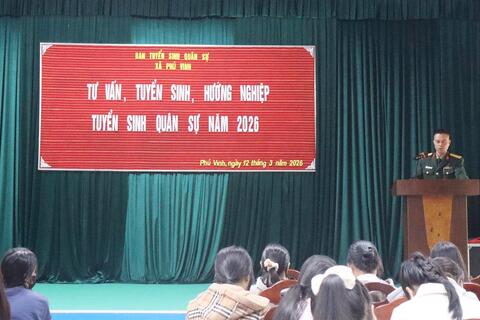 BAN TUYỂN SINH QUÂN SỰ
XÃ PHÚ VINH
TƯ VẤN, TUYỂN SINH, HƯỚNG NGHIỆP
TUYỂN SINH QUÂN SỰ NĂM 2026
Phú Vinh, ngày 12 tháng 3 năm 2026